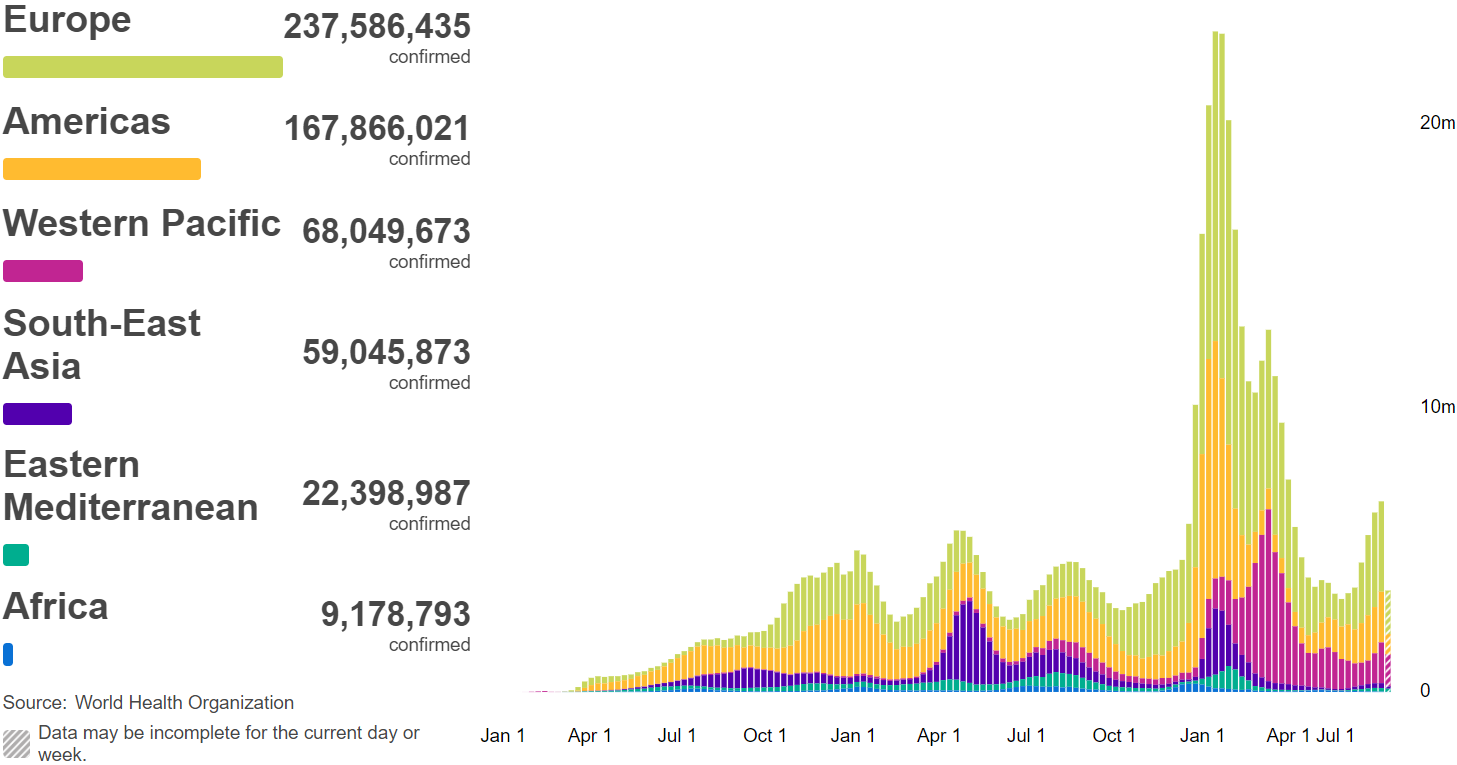 Europe
237,586,435
confirmed
Americas
167,866,021
confirmed
Western Pacific
68,049,673
confirmed
South-East
Asia
59,045,873
confirmed
Eastern
Mediterranean
22,398,987
confirmed
Africa
9,178,793
confirmed
Source: World Health Organization
Data may be incomplete for the current day or
week.
20m
10m
0
Jan 1 Apr 1 Jul 1 Oct 1 Jan 1 Apr 1 Jul 1 Oct 1 Jan 1 Apr 1 Jul 1